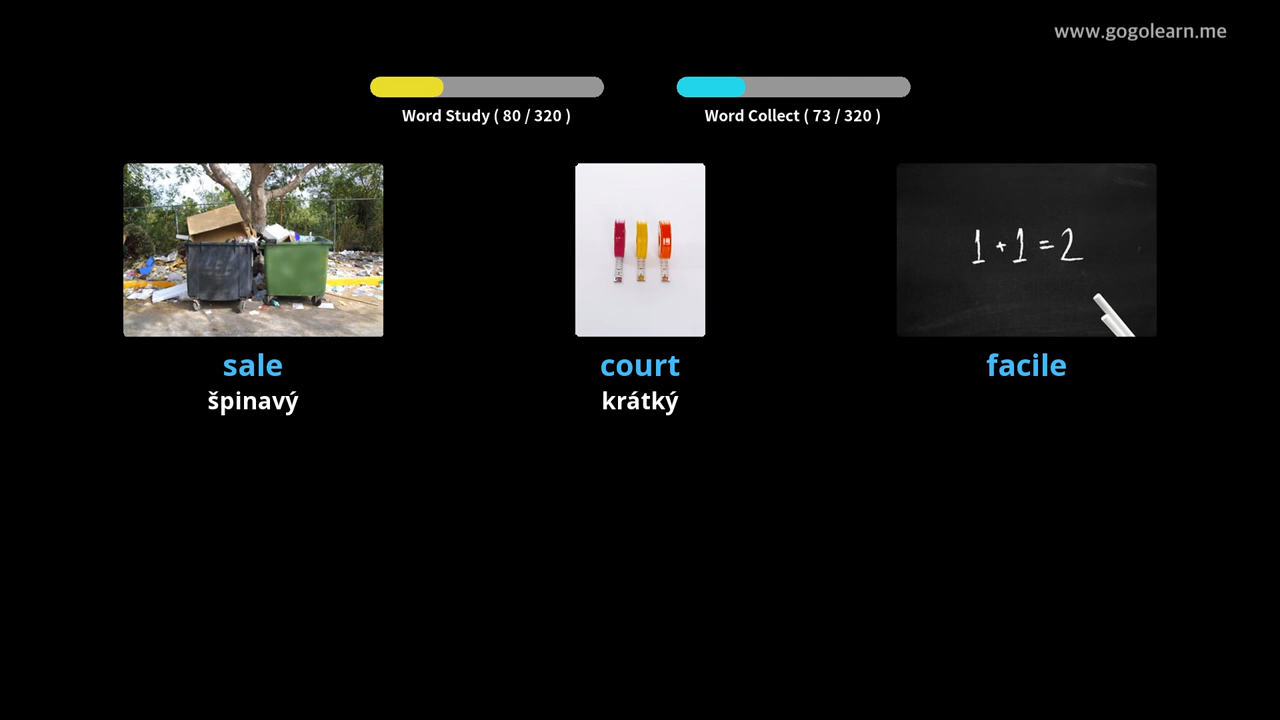 www.gogolearn.me
Word Study ( 80 / 320 )
Word Collect ( 73 / 320 )
1 + 1 = 2
sale
court
facile
špinavý
krátký